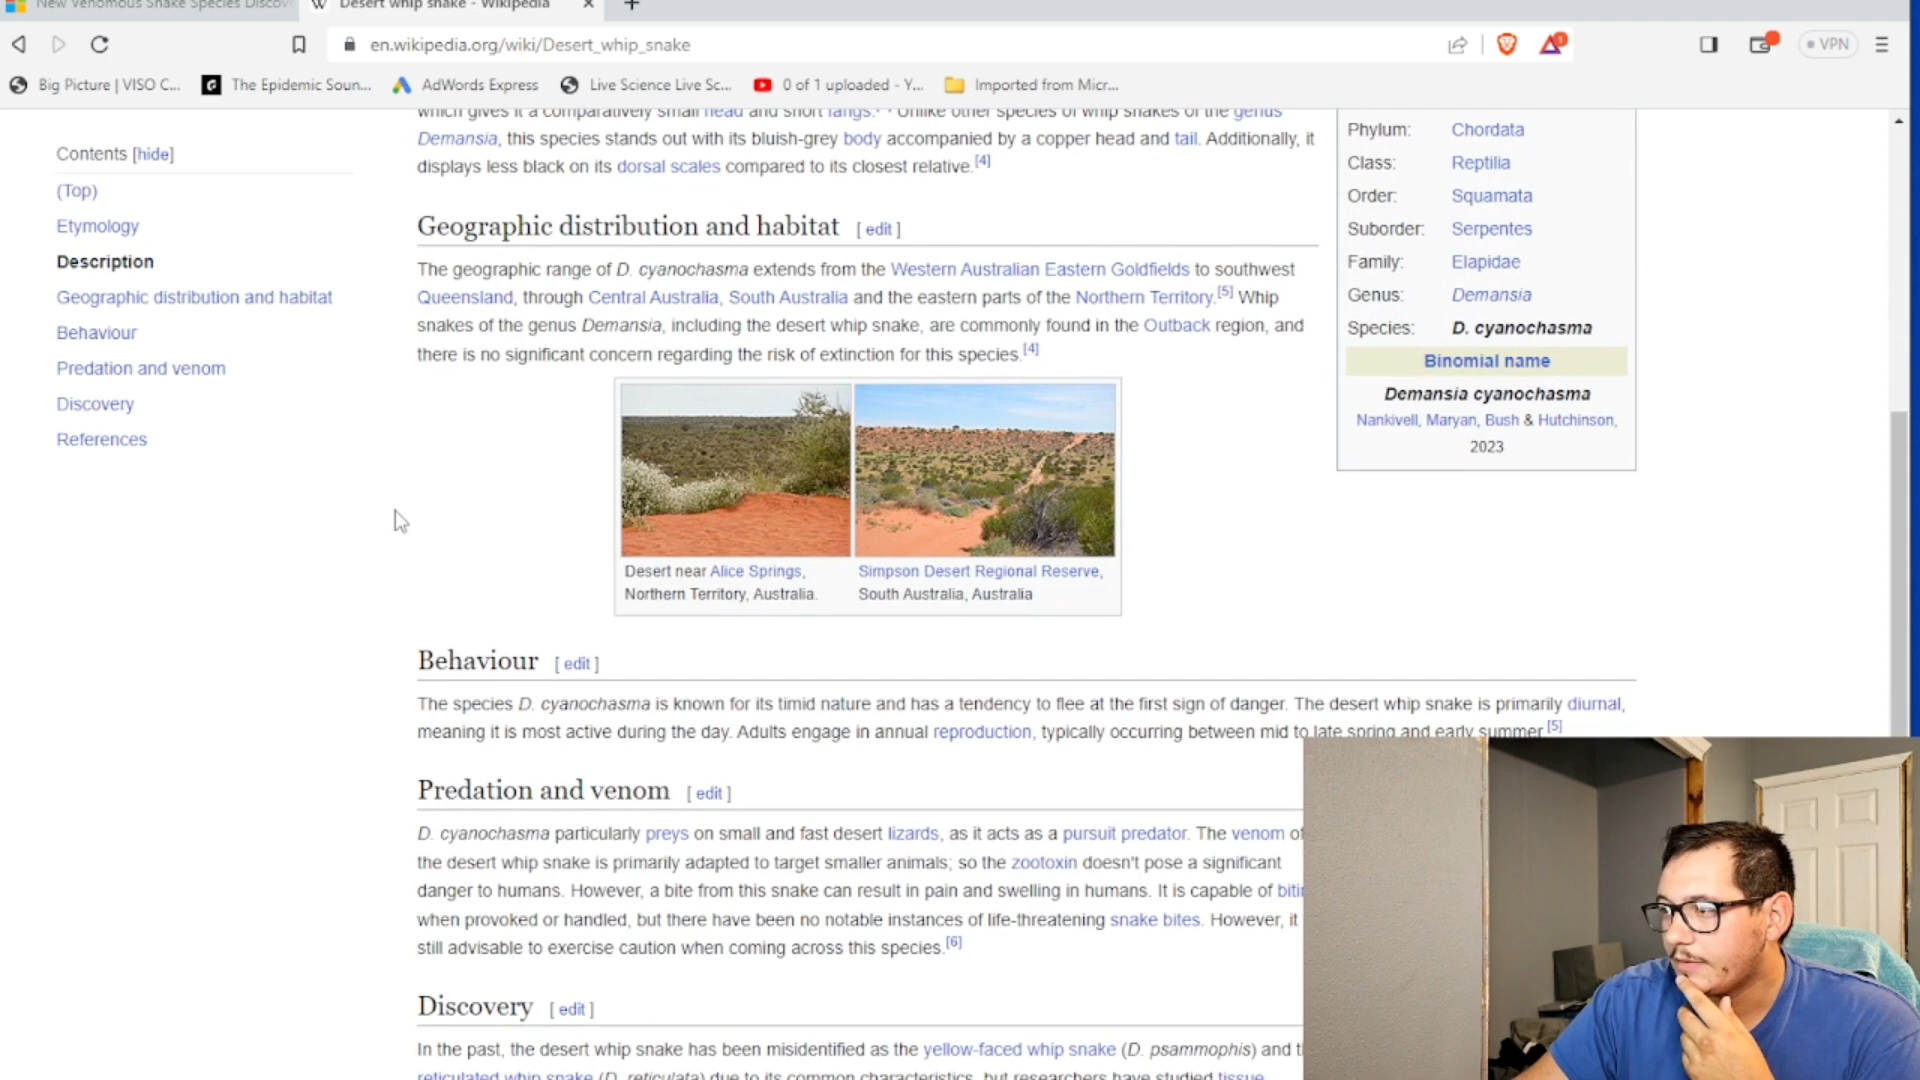 New Venomous Snake Species Discov
Desert whip snake - Wikipedia
en.wikipedia.org/wiki/Desert_whip_snake
VPN
Big Picture | VISO C... The Epidemic Soun... AdWords Express Live Science Live Sc... 0 of 1 uploaded - Y... Imported from Micr...
Contents [hide]
(Top)
Etymology
Description
Geographic distribution and habitat
Behaviour
Predation and venom
Discovery
References
which gives it a comparatively small head and short fangs. Unlike other species of whip snakes of the genus
Demansia, this species stands out with its bluish-grey body accompanied by a copper head and tail. Additionally, it
displays less black on its dorsal scales compared to its closest relative.[4]
Geographic distribution and habitat [ edit ]
The geographic range of D. cyanochasma extends from the Western Australian Eastern Goldfields to southwest
Queensland, through Central Australia, South Australia and the eastern parts of the Northern Territory.[5] Whip
snakes of the genus Demansia, including the desert whip snake, are commonly found in the Outback region, and
there is no significant concern regarding the risk of extinction for this species.[4]
Desert near Alice Springs,
Northern Territory, Australia.
Simpson Desert Regional Reserve,
South Australia, Australia
Phylum: Chordata
Class: Reptilia
Order: Squamata
Suborder: Serpentes
Family: Elapidae
Genus: Demansia
Species: D. cyanochasma
Binomial name
Demansia cyanochasma
Nankivell, Maryan, Bush & Hutchinson,
2023
Behaviour [ edit ]
The species D. cyanochasma is known for its timid nature and has a tendency to flee at the first sign of danger. The desert whip snake is primarily diurnal,
meaning it is most active during the day. Adults engage in annual reproduction, typically occurring between mid to late spring and early summer.[5]
Predation and venom [ edit ]
D. cyanochasma particularly preys on small and fast desert lizards, as it acts as a pursuit predator. The venom of
the desert whip snake is primarily adapted to target smaller animals; so the zootoxin doesn't pose a significant
danger to humans. However, a bite from this snake can result in pain and swelling in humans. It is capable of biti
when provoked or handled, but there have been no notable instances of life-threatening snake bites. However, it
still advisable to exercise caution when coming across this species.[6]
Discovery [ edit ]
In the past, the desert whip snake has been misidentified as the yellow-faced whip snake (D. psammophis) and t
reticulated whip snake (D. reticulata) due to its common characteristics, but researchers have studied tissue